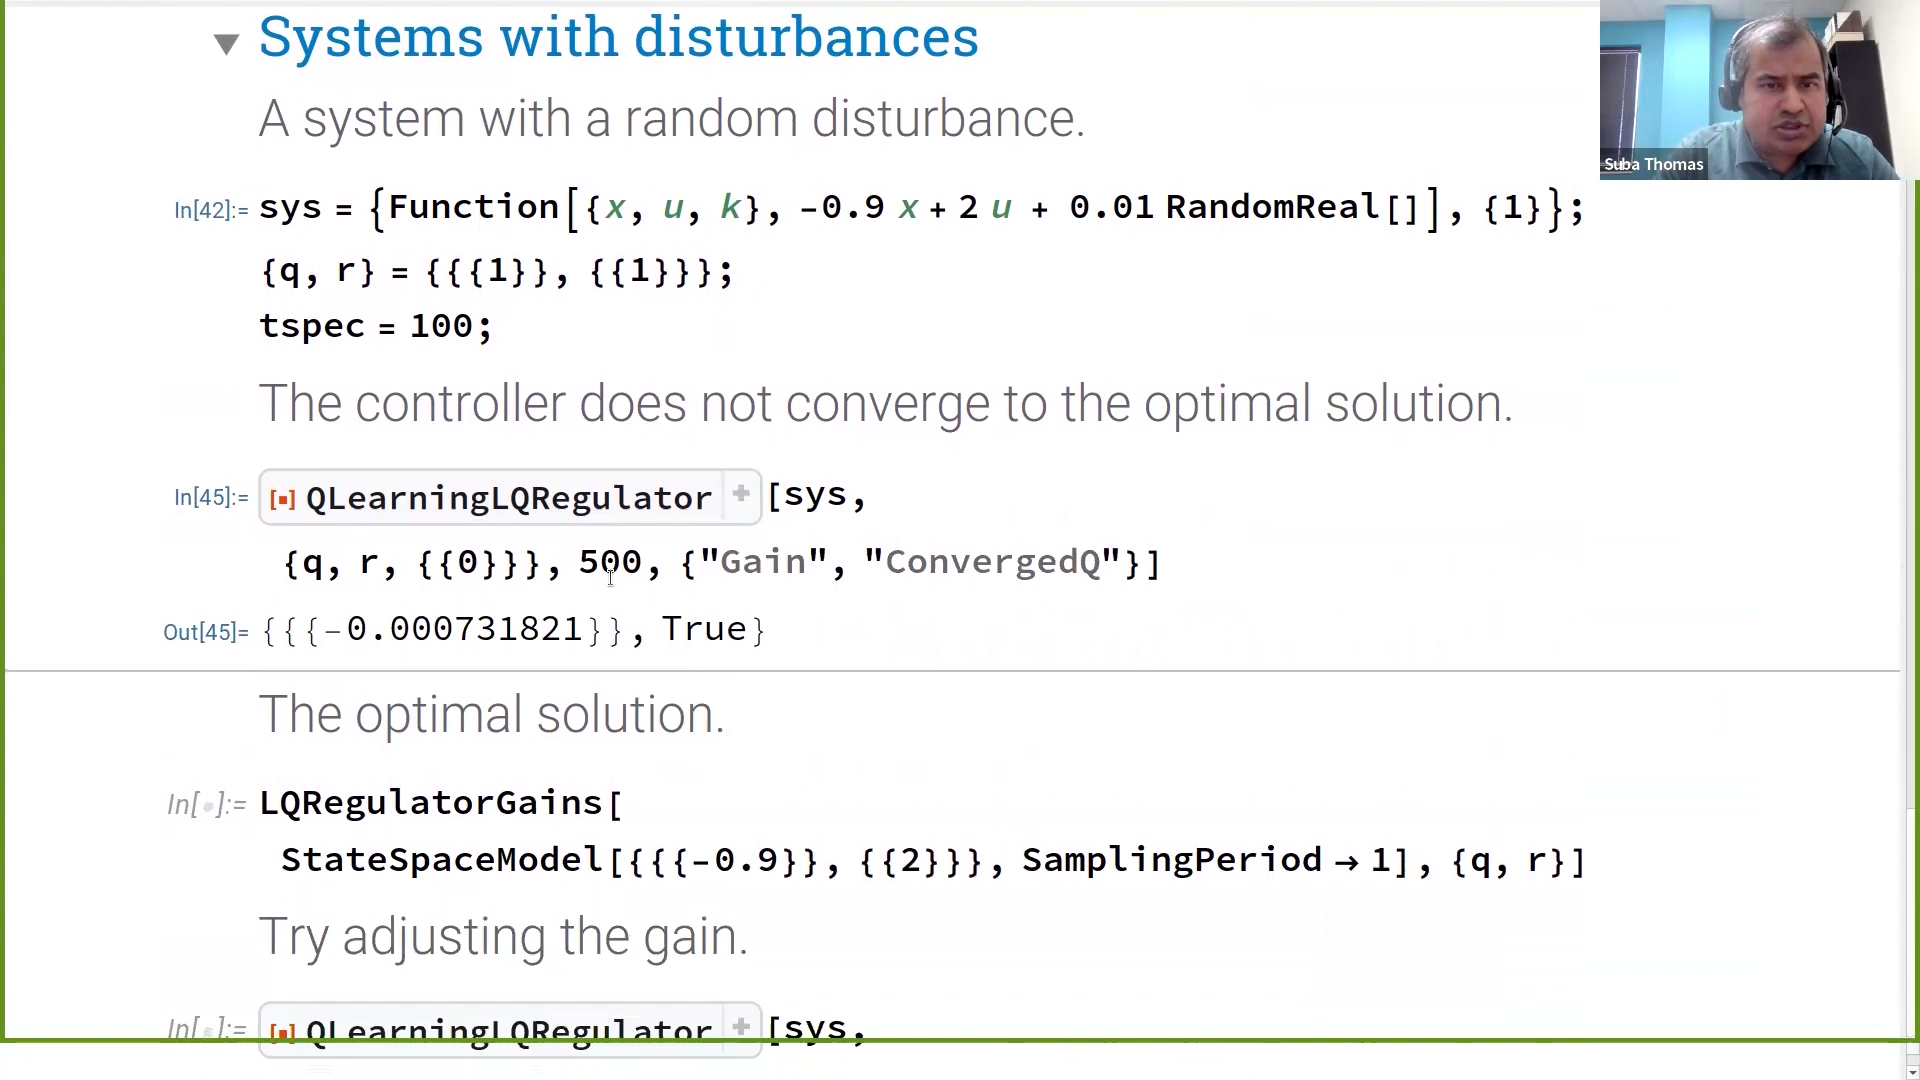 Systems with disturbances
A system with a random disturbance.
In[42]:= sys = {Function[{x, u, k}, -0.9 x + 2 u + 0.01 RandomReal[]], {1}};
{q, r} = {{{1}}, {{1}}};
tspec = 100;
The controller does not converge to the optimal solution.
In[45]:= [▪] QLearningLQRegulator + [sys,
{q, r, {{0}}}, 500, {"Gain", "ConvergedQ"}]
Out[45]= {{{-0.000731821}}, True}
The optimal solution.
In[•]:= LQRegulatorGains[
StateSpaceModel[{{{-0.9}}, {{2}}}, SamplingPeriod → 1], {q, r}]
Try adjusting the gain.
In[•]:= [▪] QLearningLQRegulator + [sys,
Suba Thomas